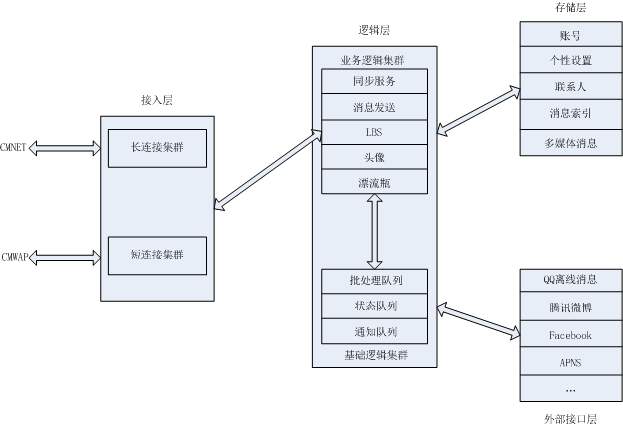 CMNET
CMWAP
接入层
长连接集群
短连接集群
逻辑层
业务逻辑集群
同步服务
消息发送
LBS
头像
漂流瓶
批处理队列
状态队列
通知队列
基础逻辑集群
存储层
账号
个性设置
联系人
消息索引
多媒体消息
QQ离线消息
腾讯微博
Facebook
APNS
...
外部接口层